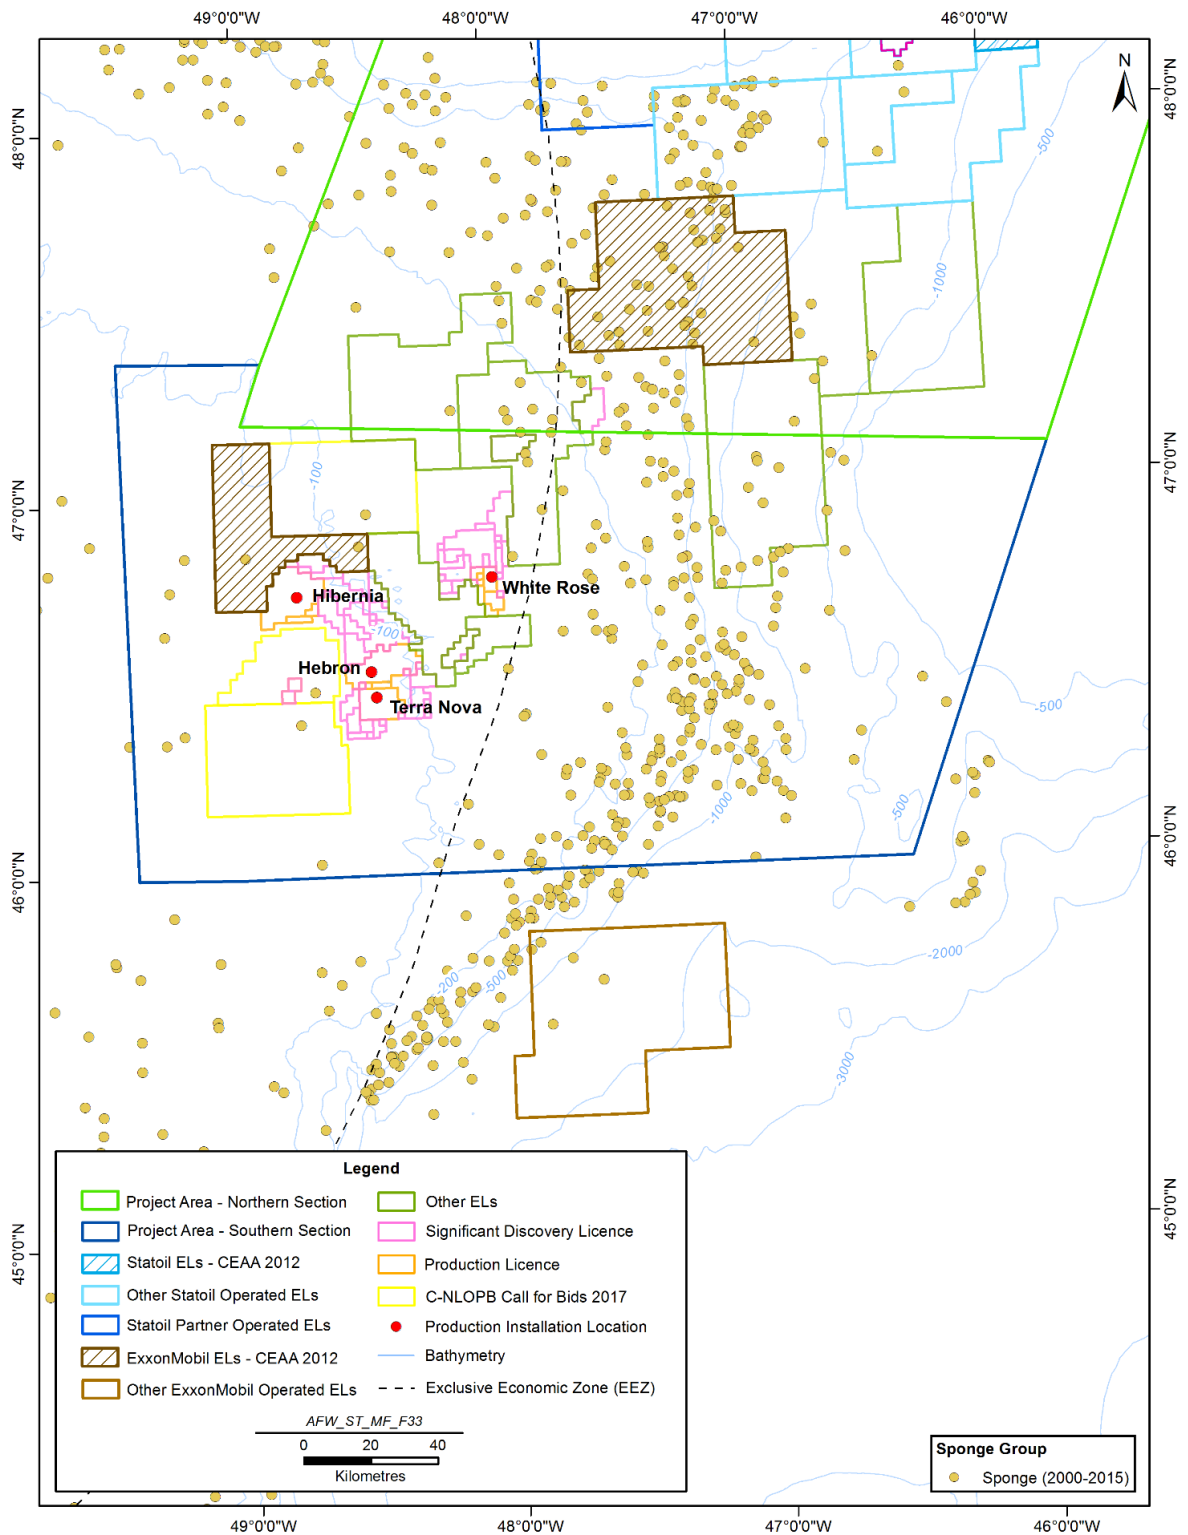 49°0'0"W
48°0'0"W
47°0'0"W
46°0'0"W
N
48°0'0"N
48°0'0"N
-500
-1000
47°0'0"N
47°0'0"N
-100
White Rose
Hibernia
-100
Hebron
Terra Nova
-500
-1000
-500
46°0'0"N
46°0'0"N
-2000
-200
-500
-3000
Legend
Project Area - Northern Section
Project Area - Southern Section
Statoil ELs - CEAA 2012
Other Statoil Operated ELs
Statoil Partner Operated ELs
ExxonMobil ELs - CEAA 2012
Other ExxonMobil Operated ELs
Other ELs
Significant Discovery Licence
Production Licence
C-NLOPB Call for Bids 2017
Production Installation Location
Bathymetry
Exclusive Economic Zone (EEZ)
AFW_ST_MF_F33
0 20 40
Kilometres
45°0'0"N
45°0'0"N
Sponge Group
Sponge (2000-2015)
49°0'0"W
48°0'0"W
47°0'0"W
46°0'0"W